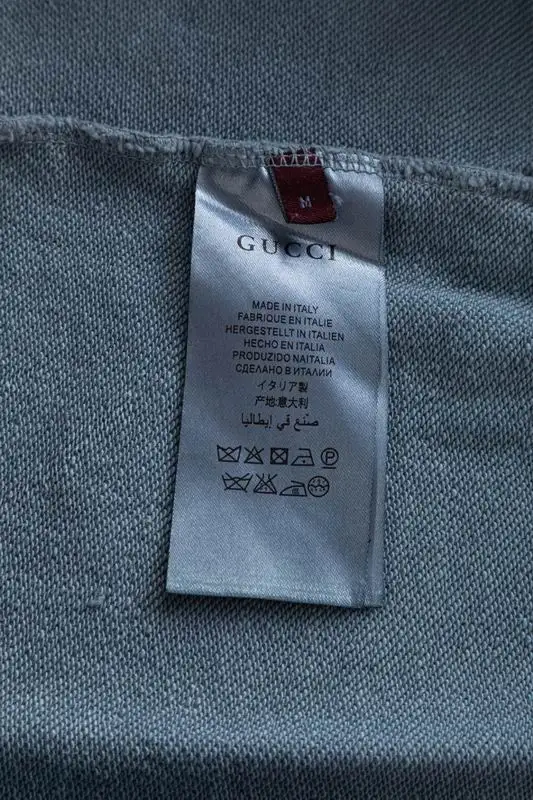 M
GUCCI
MADE IN ITALY
FABRIQUE EN ITALIE
HERGESTELLT IN ITALIEN
HECHO EN ITALIA
PRODUZIDO NAITALIA
СДЕЛАНО В ИТАЛИИ
イタリア製
产地:意大利
صنع في إيطاليا
P